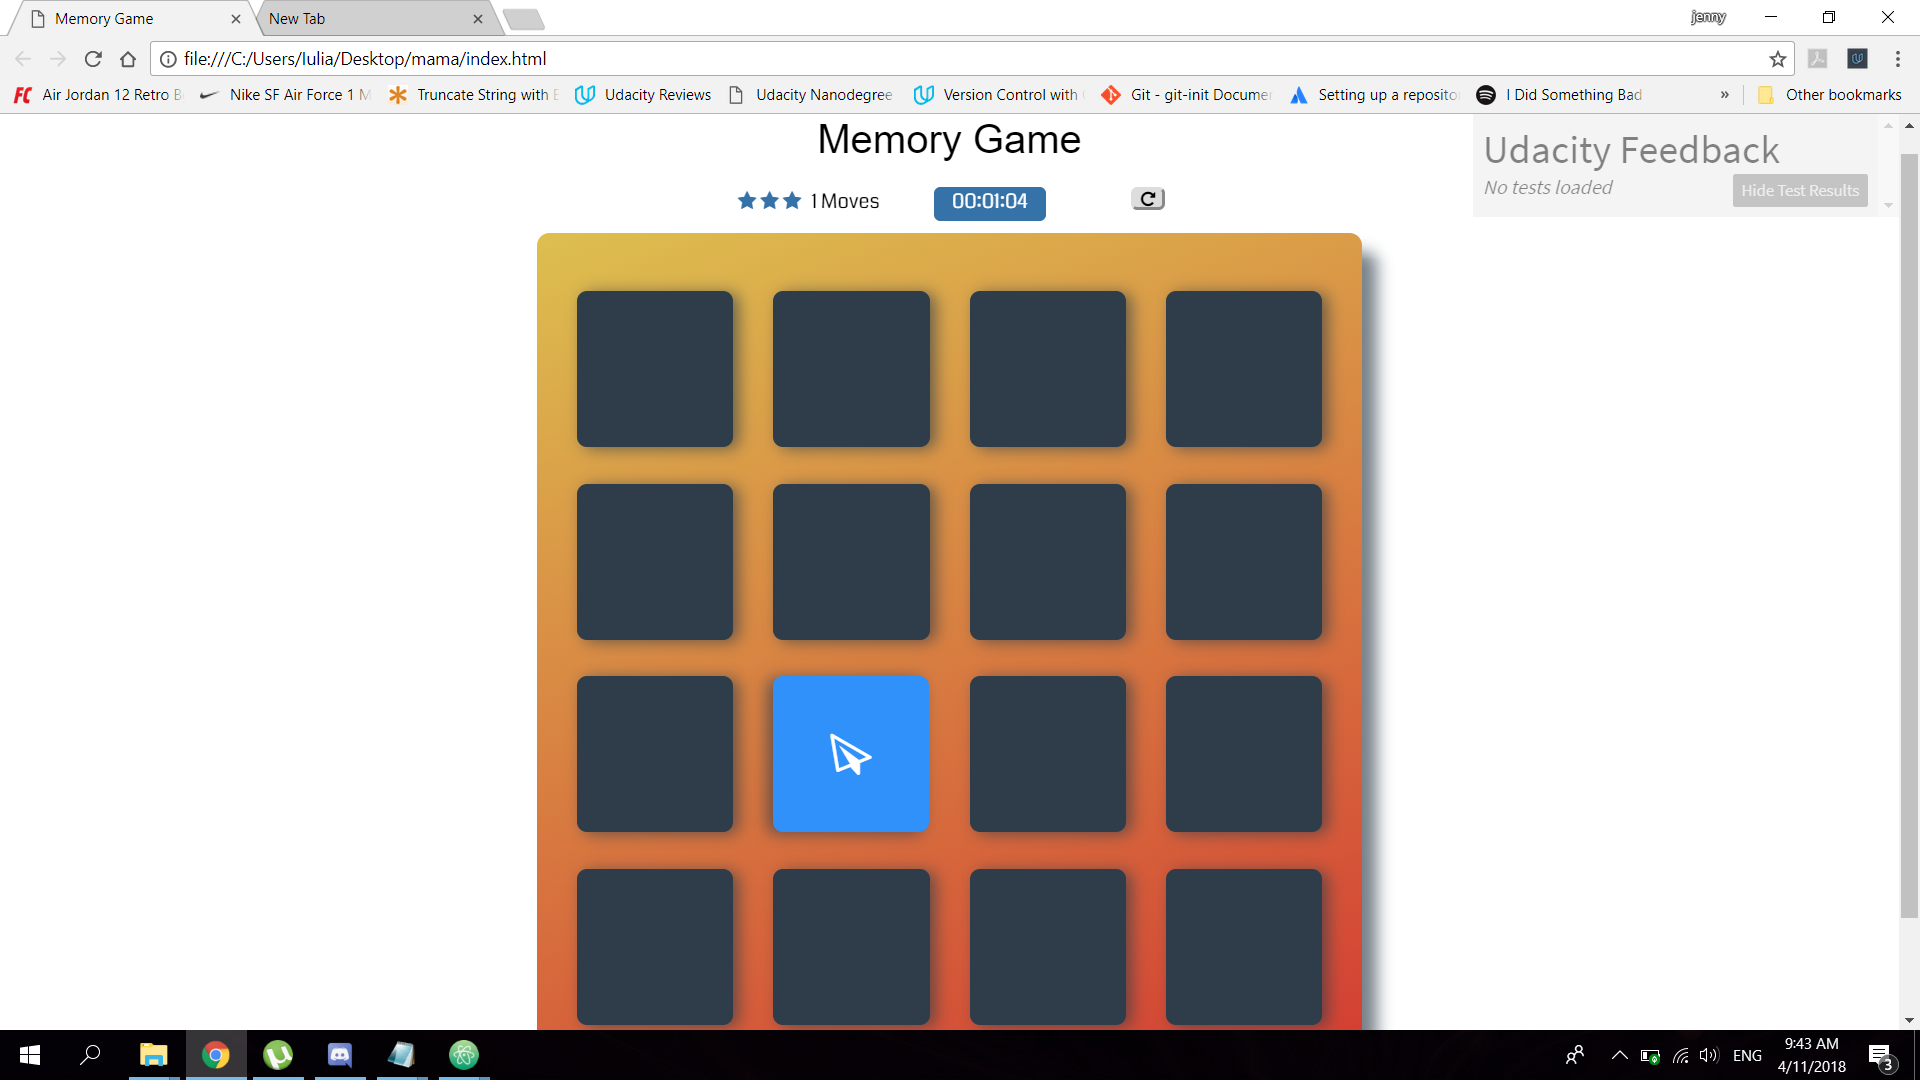 Memory Game
New Tab
jenny
file:///C:/Users/Iulia/Desktop/mama/index.html
FC Air Jordan 12 Retro B
Nike SF Air Force 1 M
Truncate String with E
Udacity Reviews
Udacity Nanodegree
Version Control with
Git - git-init Documen
Setting up a reposito
I Did Something Bad
»
Other bookmarks
Memory Game
1 Moves
00:01:04
Udacity Feedback
No tests loaded
Hide Test Results
ENG
9:43 AM
4/11/2018
3